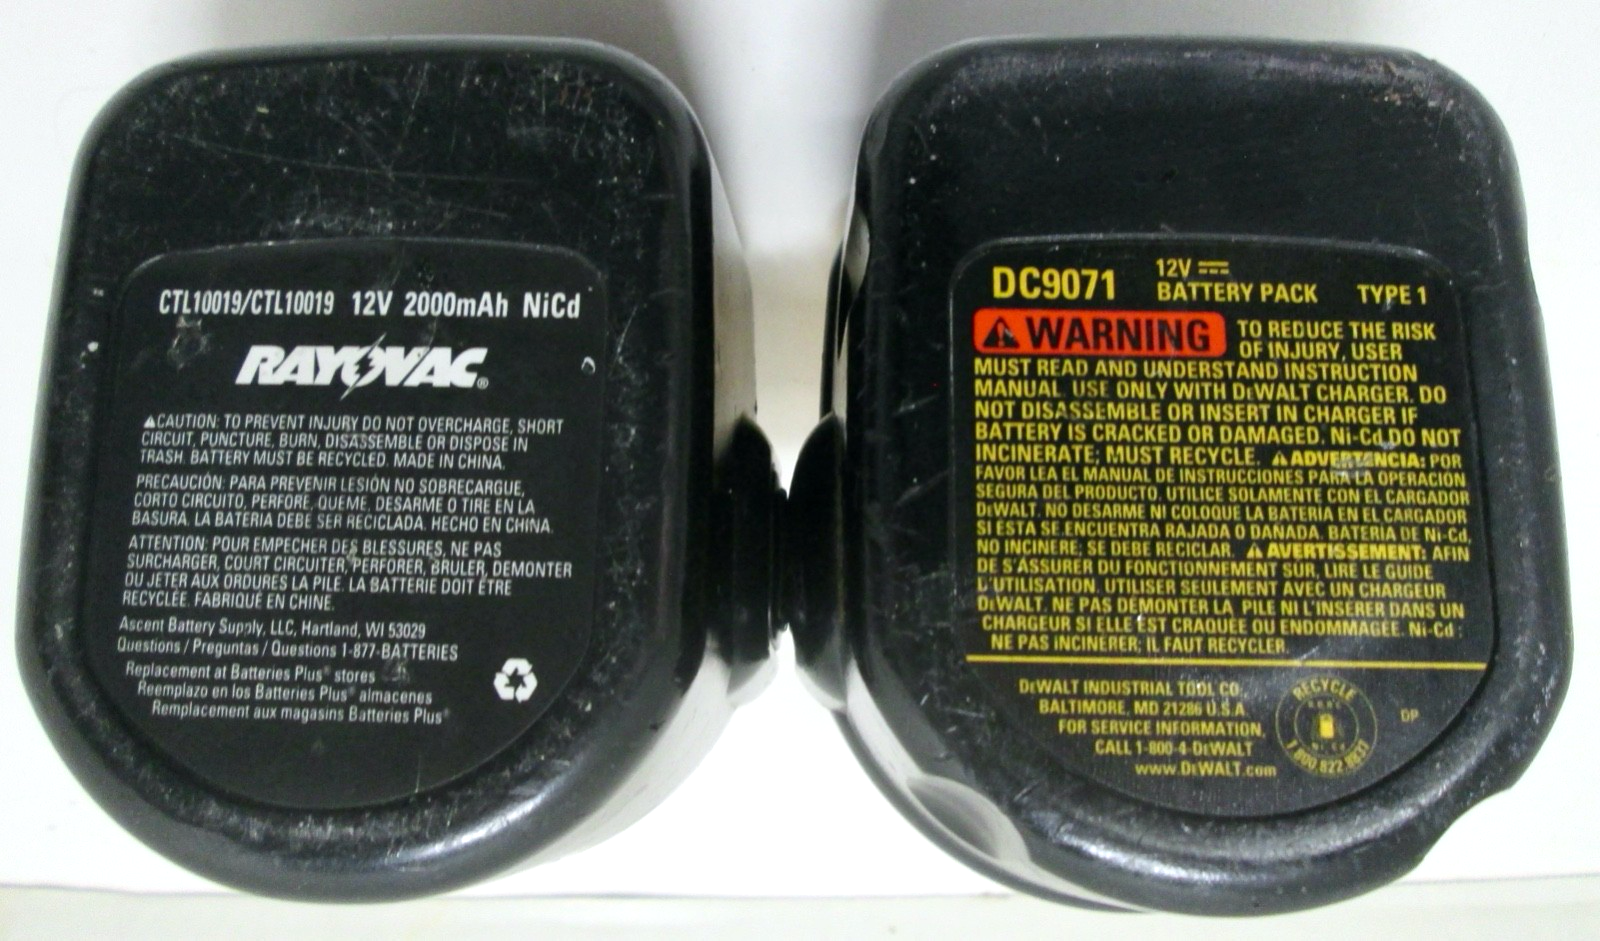 CTL10019/CTL10019 12V 2000mAh NiCd
RAYOVAC®
⚠CAUTION: TO PREVENT INJURY DO NOT OVERCHARGE, SHORT
CIRCUIT, PUNCTURE, BURN, DISASSEMBLE OR DISPOSE IN
TRASH. BATTERY MUST BE RECYCLED. MADE IN CHINA.
PRECAUCIÓN: PARA PREVENIR LESIÓN NO SOBRECARGUE,
CORTO CIRCUITO, PERFORE, QUEME, DESARME O TIRE EN LA
BASURA. LA BATERIA DEBE SER RECICLADA. HECHO EN CHINA.
ATTENTION: POUR EMPECHER DES BLESSURES, NE PAS
SURCHARGER, COURT CIRCUITER, PERFORER, BRULER, DEMONTER
OU JETER AUX ORDURES LA PILE. LA BATTERIE DOIT ÊTRE
RECYCLÉE. FABRIQUÉ EN CHINE.
Ascent Battery Supply, LLC, Hartland, WI 53029
Questions / Preguntas / Questions 1-877-BATTERIES
Replacement at Batteries Plus® stores
Reemplazo en los Batteries Plus® almacenes
Remplacement aux magasins Batteries Plus®
DC9071 12V
BATTERY PACK TYPE 1
⚠WARNING TO REDUCE THE RISK
OF INJURY, USER
MUST READ AND UNDERSTAND INSTRUCTION
MANUAL. USE ONLY WITH DEWALT CHARGER. DO
NOT DISASSEMBLE OR INSERT IN CHARGER IF
BATTERY IS CRACKED OR DAMAGED. Ni-Cd DO NOT
INCINERATE; MUST RECYCLE. ⚠ADVERTENCIA: POR
FAVOR LEA EL MANUAL DE INSTRUCCIONES PARA LA OPERACIÓN
SEGURA DEL PRODUCTO. UTILICE SOLAMENTE CON EL CARGADOR
DEWALT. NO DESARME NI COLOQUE LA BATERIA EN EL CARGADOR
SI ESTA SE ENCUENTRA RAJADA O DAÑADA. BATERIA DE Ni-Cd,
NO INCINERE; SE DEBE RECICLAR. ⚠AVERTISSEMENT: AFIN
DE S'ASSURER DU FONCTIONNEMENT SUR, LIRE LE GUIDE
L'UTILISATION. UTILISER SEULEMENT AVEC UN CHARGEUR
DEWALT. NE PAS DÉMONTER LA PILE NI L'INSÉRER DANS UN
CHARGEUR SI ELLE EST CRAQUÉE OU ENDOMMAGÉE. Ni-Cd :
NE PAS INCINÉRER; IL FAUT RECYCLER.
DEWALT INDUSTRIAL TOOL CO.
BALTIMORE, MD 21286 U.S.A
FOR SERVICE INFORMATION,
CALL 1-800-4-DEWALT
www.DEWALT.com
RECYCLE
1.800.822.8837
DP